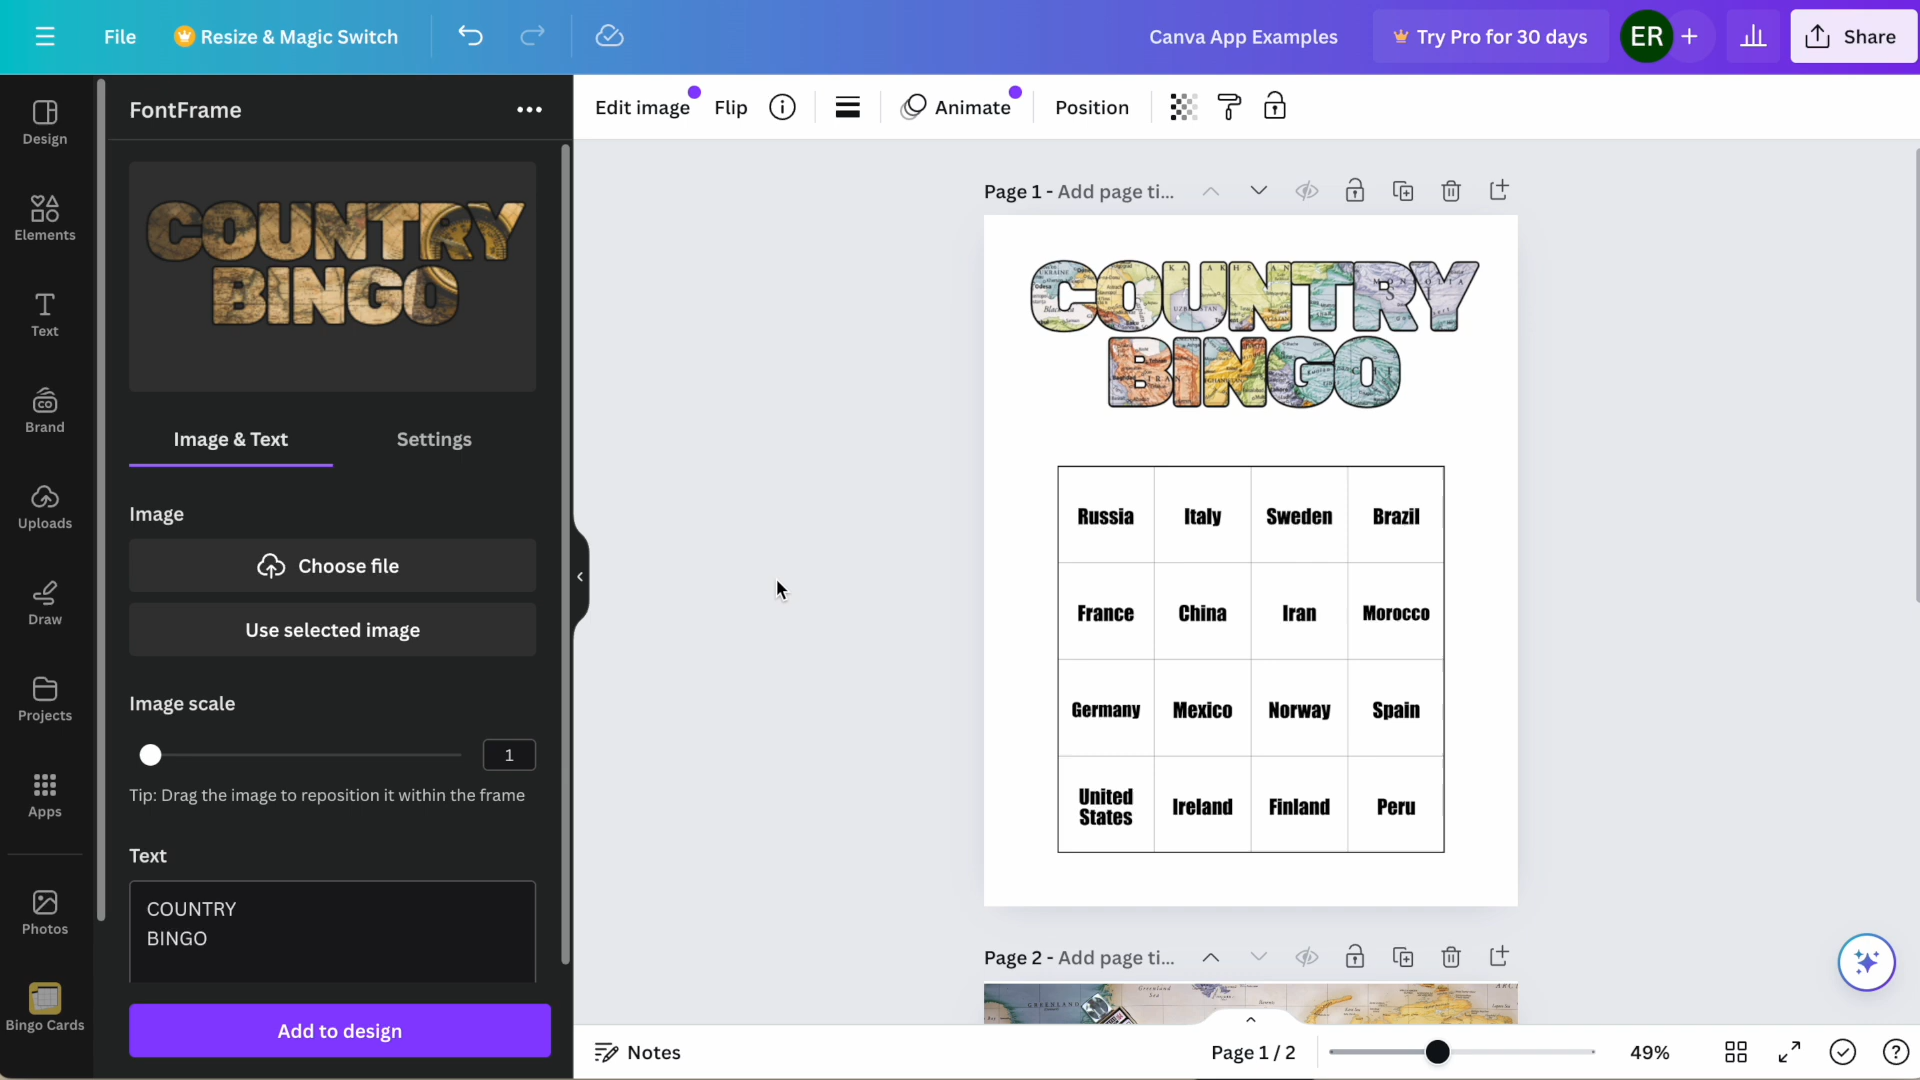 File
Resize & Magic Switch
Canva App Examples
Try Pro for 30 days
ER
Share
Design
Elements
Text
Brand
Uploads
Draw
Projects
Apps
Photos
Bingo Cards
FontFrame
COUNTRY
BINGO
Image & Text
Settings
Image
Choose file
Use selected image
Image scale
1
Tip: Drag the image to reposition it within the frame
Text
COUNTRY
BINGO
Add to design
Edit image
Flip
Animate
Position
Page 1 - Add page ti...
COUNTRY
BINGO
Russia Italy Sweden Brazil
France China Iran Morocco
Germany Mexico Norway Spain
United
States Ireland Finland Peru
Page 2 - Add page ti...
GREENLAND
Greenland
Sea
Notes
Page 1 / 2
49%